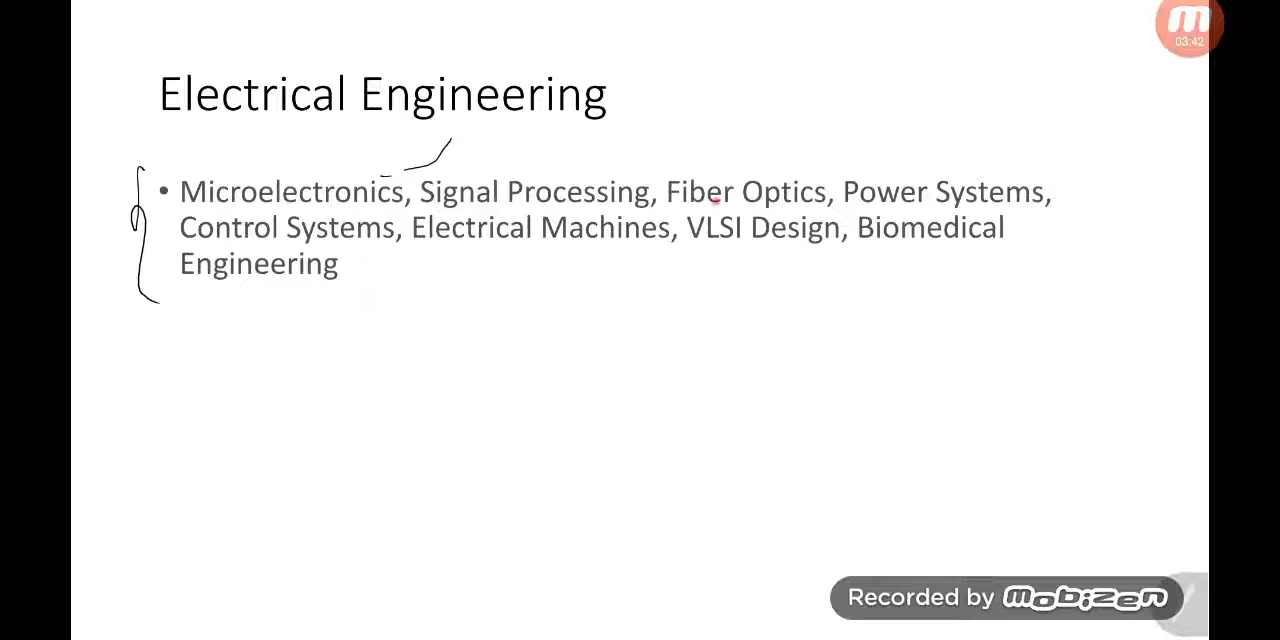 03:42
Electrical Engineering
• Microelectronics, Signal Processing, Fiber Optics, Power Systems,
Control Systems, Electrical Machines, VLSI Design, Biomedical
Engineering
Recorded by mobizen